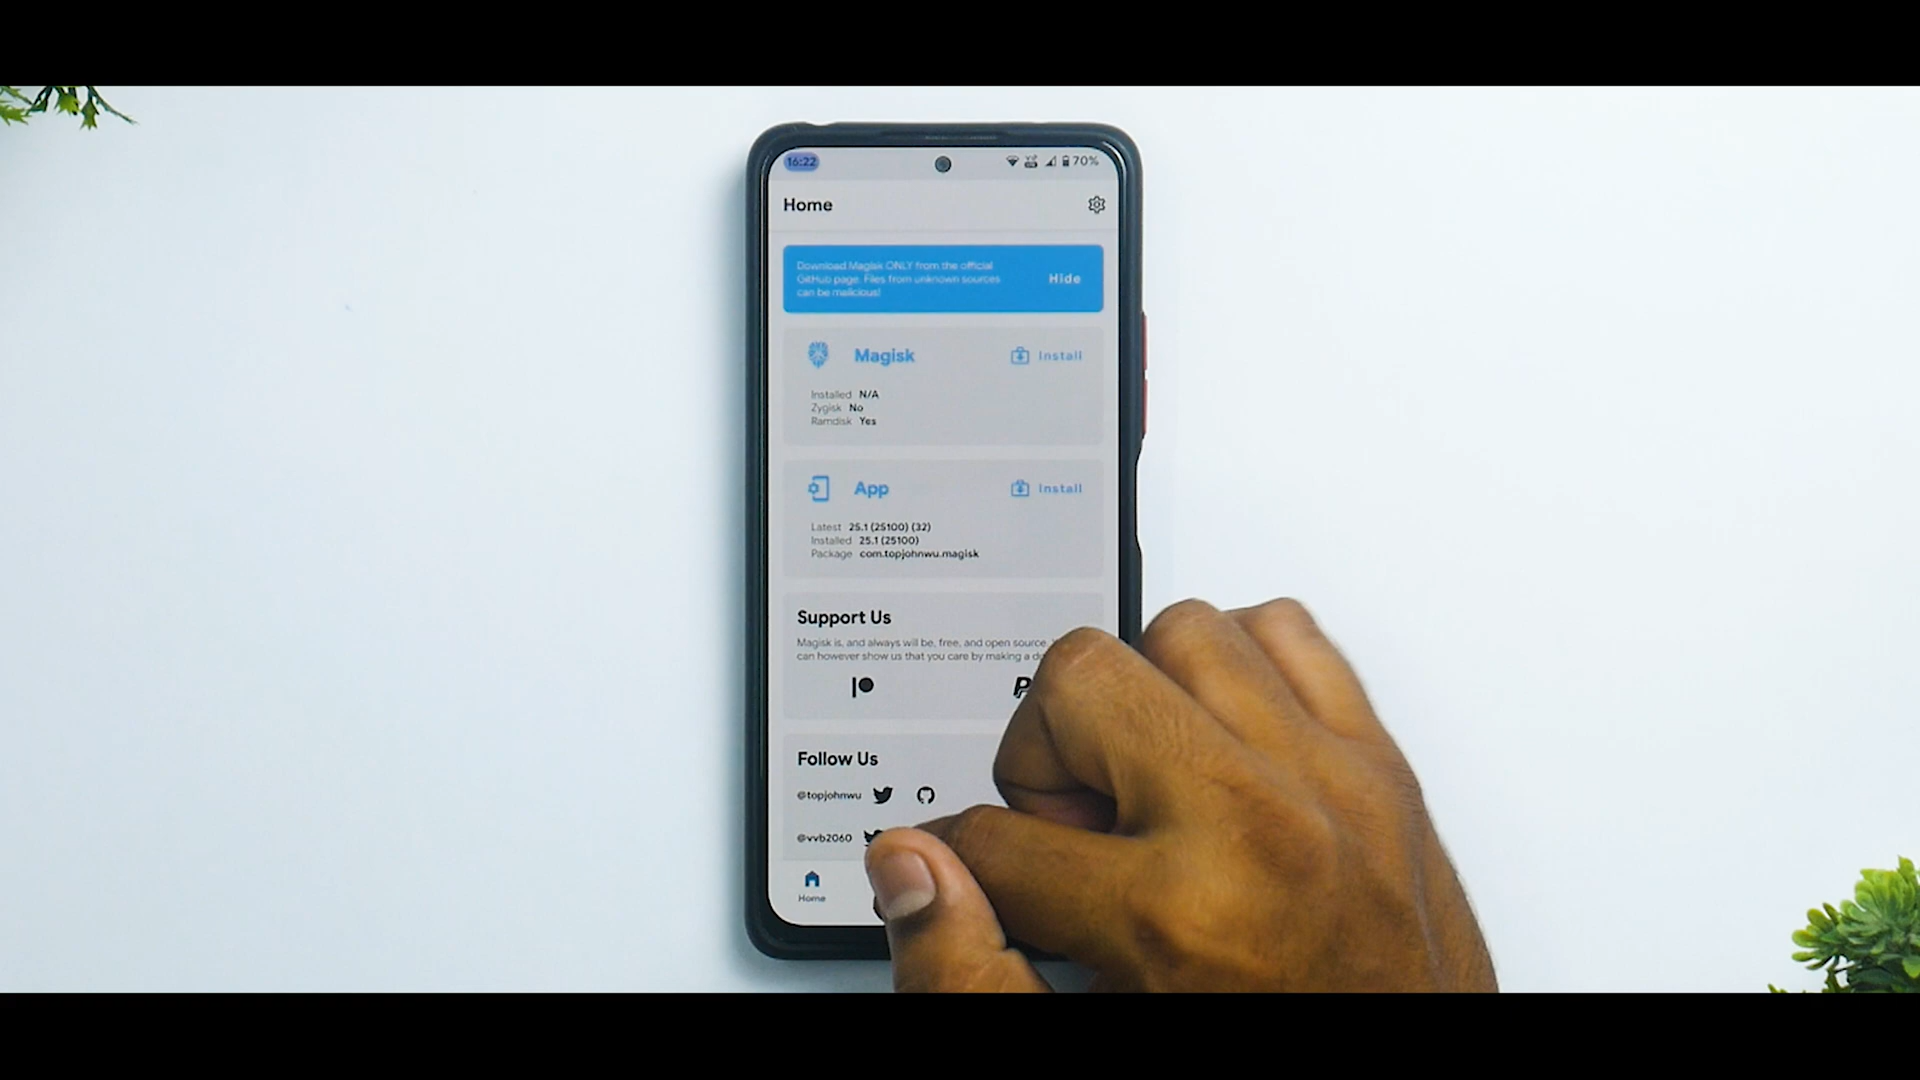 16:22
70%
Home
Download Magisk ONLY from the official
GitHub page. Files from unknown sources
can be malicious!
Hide
Magisk
Install
Installed N/A
Zygisk No
Ramdisk Yes
App
Install
Latest 25.1 (25100) (32)
Installed 25.1 (25100)
Package com.topjohnwu.magisk
Support Us
Magisk is, and always will be, free, and open source.
can however show us that you care by making a
Follow Us
@topjohnwu
@vvb2060
Home